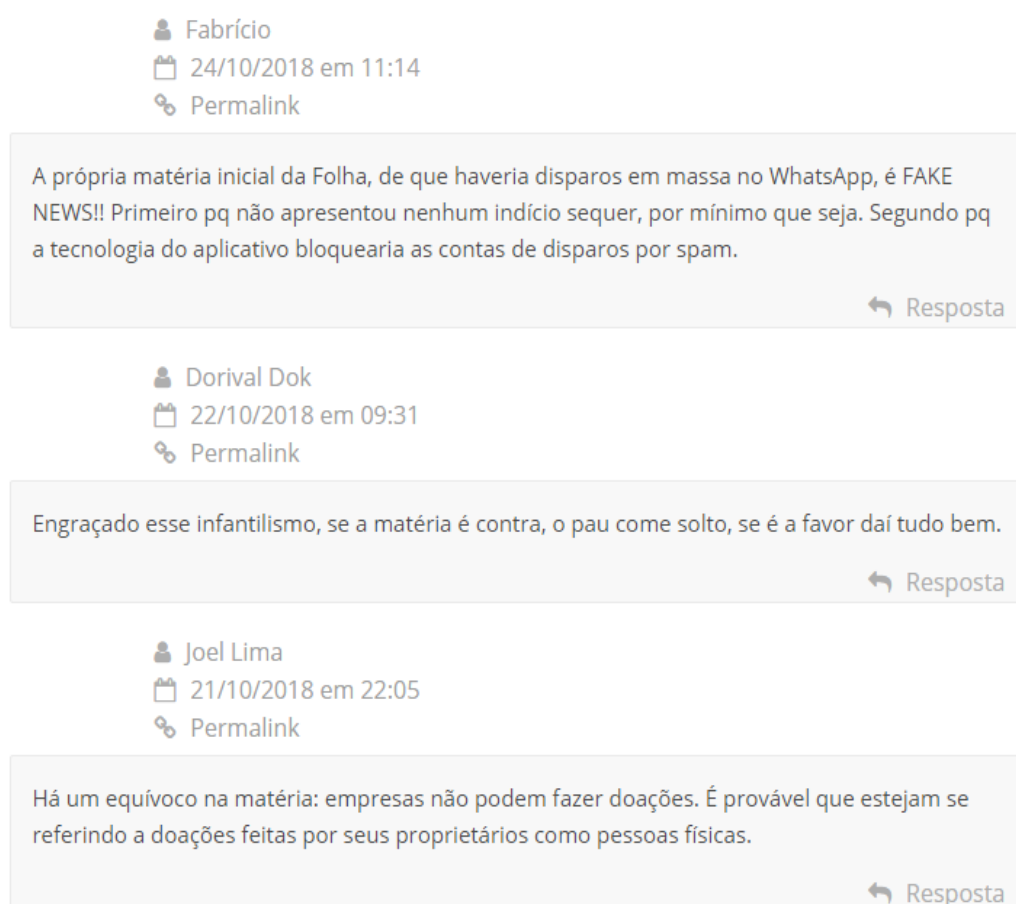 Fabrício
24/10/2018 em 11:14
Permalink
A própria matéria inicial da Folha, de que haveria disparos em massa no WhatsApp, é FAKE
NEWS!! Primeiro pq não apresentou nenhum indício sequer, por mínimo que seja. Segundo pq
a tecnologia do aplicativo bloquearia as contas de disparos por spam.
Resposta
Dorival Dok
22/10/2018 em 09:31
Permalink
Engraçado esse infantilismo, se a matéria é contra, o pau come solto, se é a favor daí tudo bem.
Resposta
Joel Lima
21/10/2018 em 22:05
Permalink
Há um equívoco na matéria: empresas não podem fazer doações. É provável que estejam se
referindo a doações feitas por seus proprietários como pessoas físicas.
Resposta